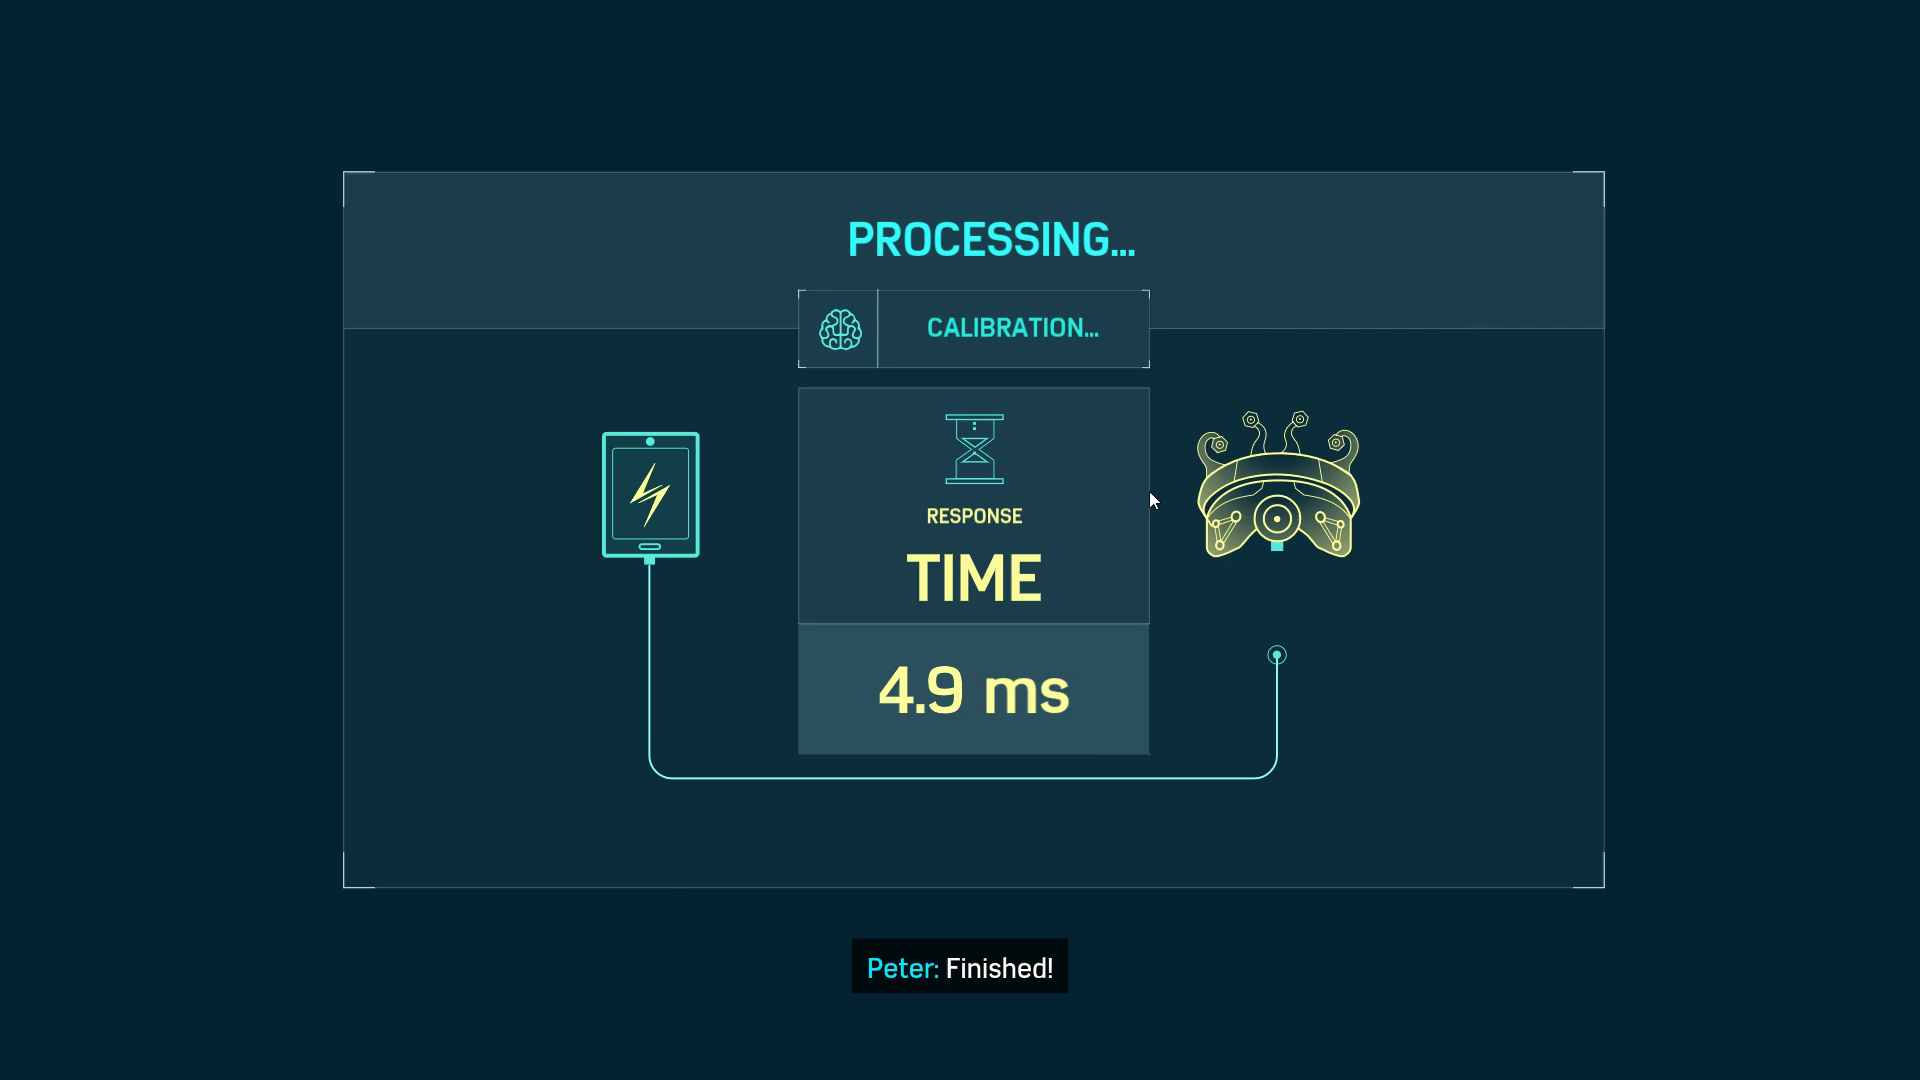 PROCESSING...
CALIBRATION...
RESPONSE
TIME
4.9 ms
Peter: Finished!